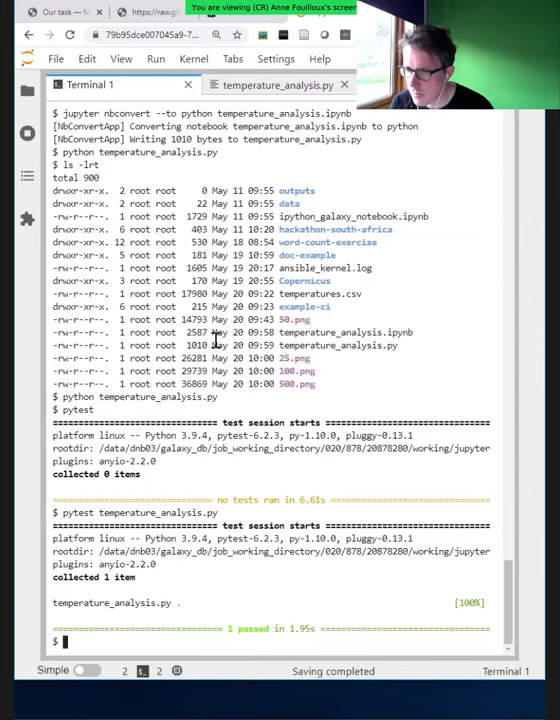 You are viewing (CR) Anne Fouilloux's screen
Our task — M
https://raw.gi
79b95dce007045a9-7...
File Edit View Run Kernel Tabs Settings Help
Terminal 1
temperature_analysis.py
$ jupyter nbconvert --to python temperature_analysis.ipynb
[NbConvertApp] Converting notebook temperature_analysis.ipynb to python
[NbConvertApp] Writing 1010 bytes to temperature_analysis.py
$ python temperature_analysis.py
$ ls -lrt
total 900
drwxr-xr-x. 2 root root 0 May 11 09:55 outputs
drwxr-xr-x. 2 root root 22 May 11 09:55 data
-rw-r--r--. 1 root root 1729 May 11 09:55 ipython_galaxy_notebook.ipynb
drwxr-xr-x. 6 root root 403 May 11 10:20 hackathon-south-africa
drwxr-xr-x. 12 root root 530 May 18 08:54 word-count-exercise
drwxr-xr-x. 5 root root 181 May 19 10:59 doc-example
-rw-r--r--. 1 root root 1605 May 19 20:17 ansible_kernel.log
drwxr-xr-x. 3 root root 170 May 19 20:55 Copernicus
-rw-r--r--. 1 root root 17980 May 20 09:22 temperatures.csv
drwxr-xr-x. 6 root root 215 May 20 09:23 example-ci
-rw-r--r--. 1 root root 14793 May 20 09:43 50.png
-rw-r--r--. 1 root root 2587 May 20 09:58 temperature_analysis.ipynb
-rw-r--r--. 1 root root 1010 May 20 09:59 temperature_analysis.py
-rw-r--r--. 1 root root 26281 May 20 10:00 25.png
-rw-r--r--. 1 root root 29739 May 20 10:00 100.png
-rw-r--r--. 1 root root 36869 May 20 10:00 500.png
$ python temperature_analysis.py
$ pytest
============================= test session starts =============================
platform linux -- Python 3.9.4, pytest-6.2.3, py-1.10.0, pluggy-0.13.1
rootdir: /data/dnb03/galaxy_db/job_working_directory/020/878/20878280/working/jupyter
plugins: anyio-2.2.0
collected 0 items
============================ no tests ran in 6.61s =============================
$ pytest temperature_analysis.py
============================= test session starts =============================
platform linux -- Python 3.9.4, pytest-6.2.3, py-1.10.0, pluggy-0.13.1
rootdir: /data/dnb03/galaxy_db/job_working_directory/020/878/20878280/working/jupyter
plugins: anyio-2.2.0
collected 1 item
temperature_analysis.py . [100%]
============================== 1 passed in 1.95s ==============================
$
Simple 2 $_ 2 Saving completed Terminal 1